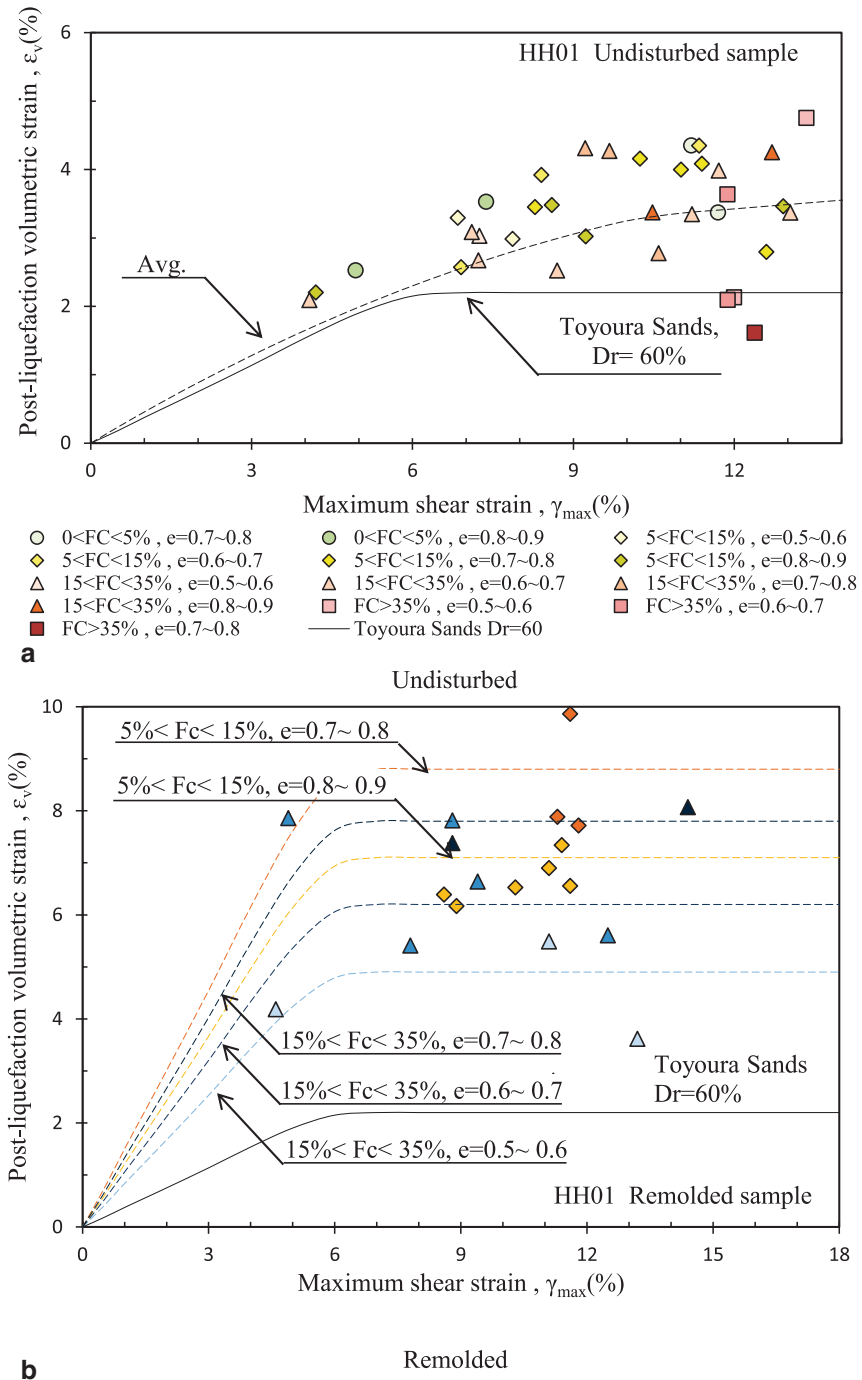 6
HH01 Undisturbed sample
4
Avg.
2
Toyoura Sands,
Dr= 60%
0
0 3 6 9 12
Post-liquefaction volumetric strain , εv(%)
Maximum shear strain , γmax(%)
0<FC<5% , e=0.7~0.8 0<FC<5% , e=0.8~0.9 5<FC<15% , e=0.5~0.6
5<FC<15% , e=0.6~0.7 5<FC<15% , e=0.7~0.8 5<FC<15% , e=0.8~0.9
15<FC<35% , e=0.5~0.6 15<FC<35% , e=0.6~0.7 15<FC<35% , e=0.7~0.8
15<FC<35% , e=0.8~0.9 FC>35% , e=0.5~0.6 FC>35% , e=0.6~0.7
FC>35% , e=0.7~0.8 Toyoura Sands Dr=60
a
Undisturbed
10
5%< Fc< 15%, e=0.7~ 0.8
5%< Fc< 15%, e=0.8~ 0.9
8
6
4
15%< Fc< 35%, e=0.7~ 0.8
15%< Fc< 35%, e=0.6~ 0.7
Toyoura Sands
Dr=60%
2
15%< Fc< 35%, e=0.5~ 0.6
HH01 Remolded sample
0
0 3 6 9 12 15 18
Post-liquefaction volumetric strain , εv(%)
Maximum shear strain , γmax(%)
b
Remolded